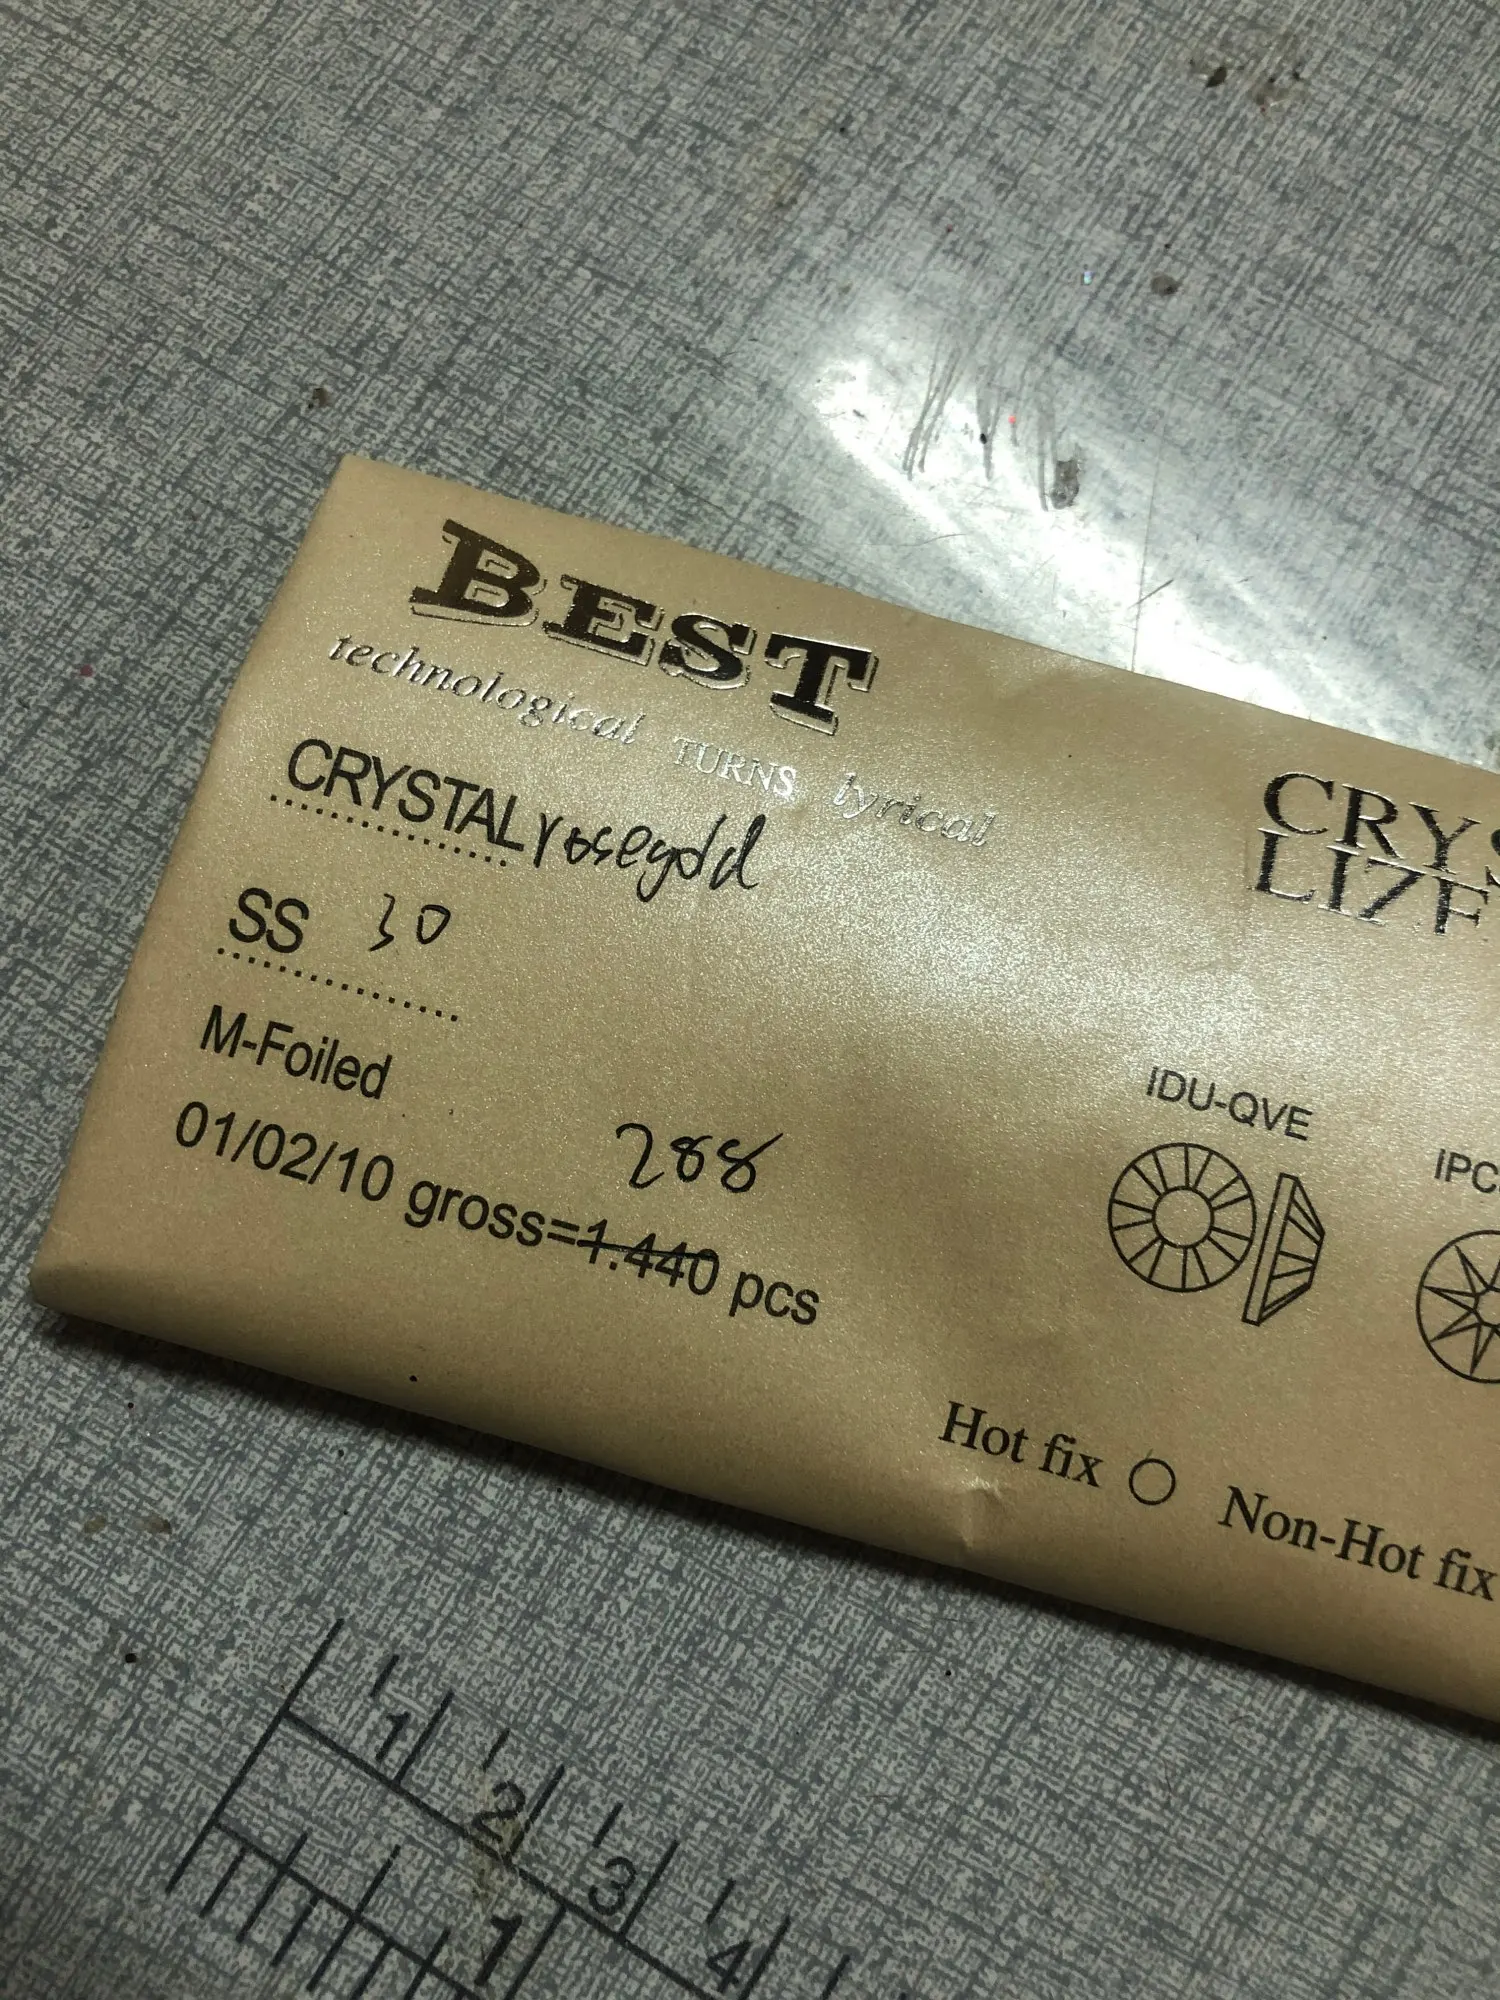 BEST
technological TURNS lyrical
CRYSTAL rosegold
SS 30
M-Foiled
288
01/02/10 gross=1.440 pcs
CRYS
LIZE
IDU-QVE
IPC
Hot fix
Non-Hot fix
1 2 3 4
1